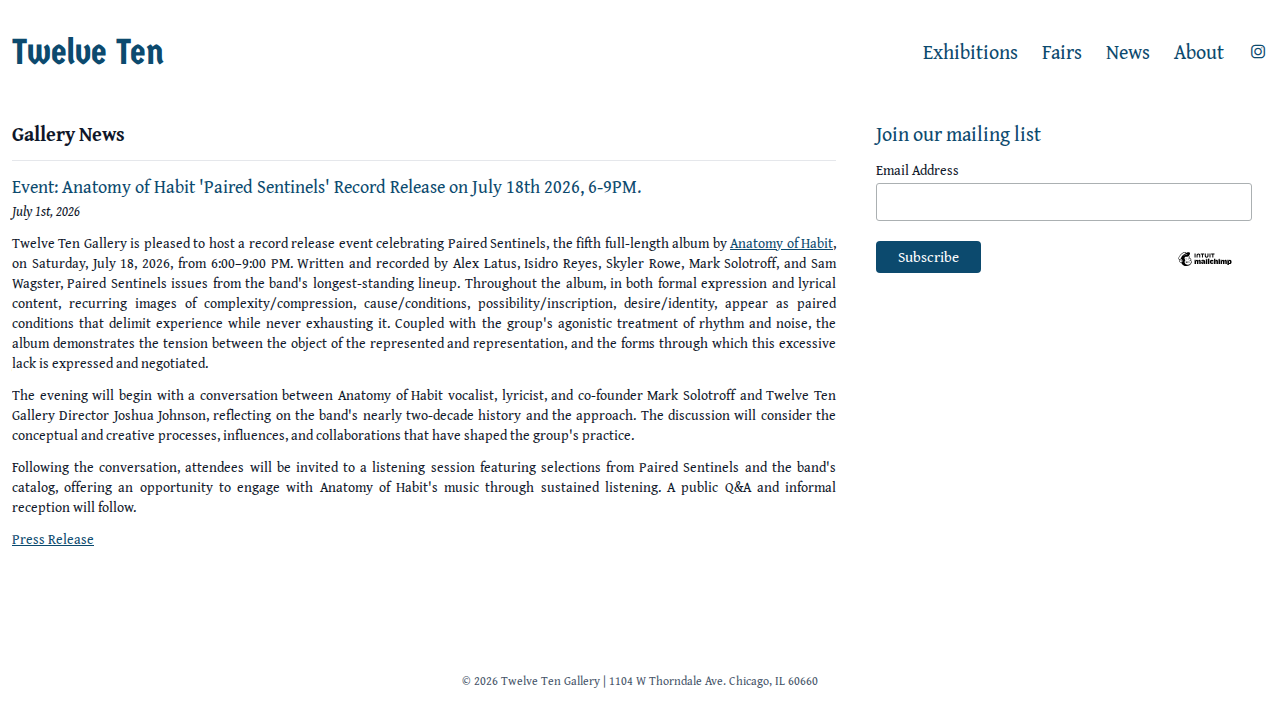 Twelve Ten
Exhibitions Fairs News About
Gallery News
Event: Anatomy of Habit 'Paired Sentinels' Record Release on July 18th 2026, 6-9PM.
July 1st, 2026
Twelve Ten Gallery is pleased to host a record release event celebrating Paired Sentinels, the fifth full-length album by Anatomy of Habit,
on Saturday, July 18, 2026, from 6:00–9:00 PM. Written and recorded by Alex Latus, Isidro Reyes, Skyler Rowe, Mark Solotroff, and Sam
Wagster, Paired Sentinels issues from the band's longest-standing lineup. Throughout the album, in both formal expression and lyrical
content, recurring images of complexity/compression, cause/conditions, possibility/inscription, desire/identity, appear as paired
conditions that delimit experience while never exhausting it. Coupled with the group's agonistic treatment of rhythm and noise, the
album demonstrates the tension between the object of the represented and representation, and the forms through which this excessive
lack is expressed and negotiated.
The evening will begin with a conversation between Anatomy of Habit vocalist, lyricist, and co-founder Mark Solotroff and Twelve Ten
Gallery Director Joshua Johnson, reflecting on the band's nearly two-decade history and the approach. The discussion will consider the
conceptual and creative processes, influences, and collaborations that have shaped the group's practice.
Following the conversation, attendees will be invited to a listening session featuring selections from Paired Sentinels and the band's
catalog, offering an opportunity to engage with Anatomy of Habit's music through sustained listening. A public Q&A and informal
reception will follow.
Press Release
Join our mailing list
Email Address
Subscribe
INTUIT
mailchimp
© 2026 Twelve Ten Gallery | 1104 W Thorndale Ave. Chicago, IL 60660